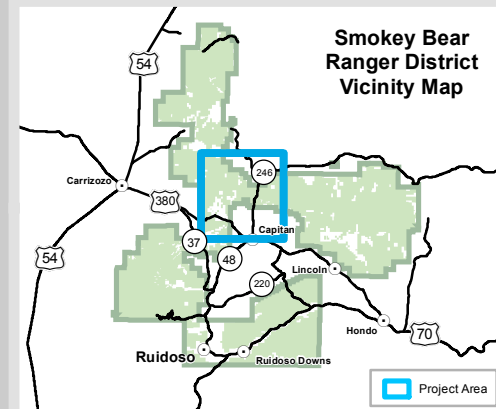 Smokey Bear
Ranger District
Vicinity Map
54
246
Carrizozo
380
Capitan
37
54
48
Lincoln
220
Hondo
70
Ruidoso
Ruidoso Downs
Project Area